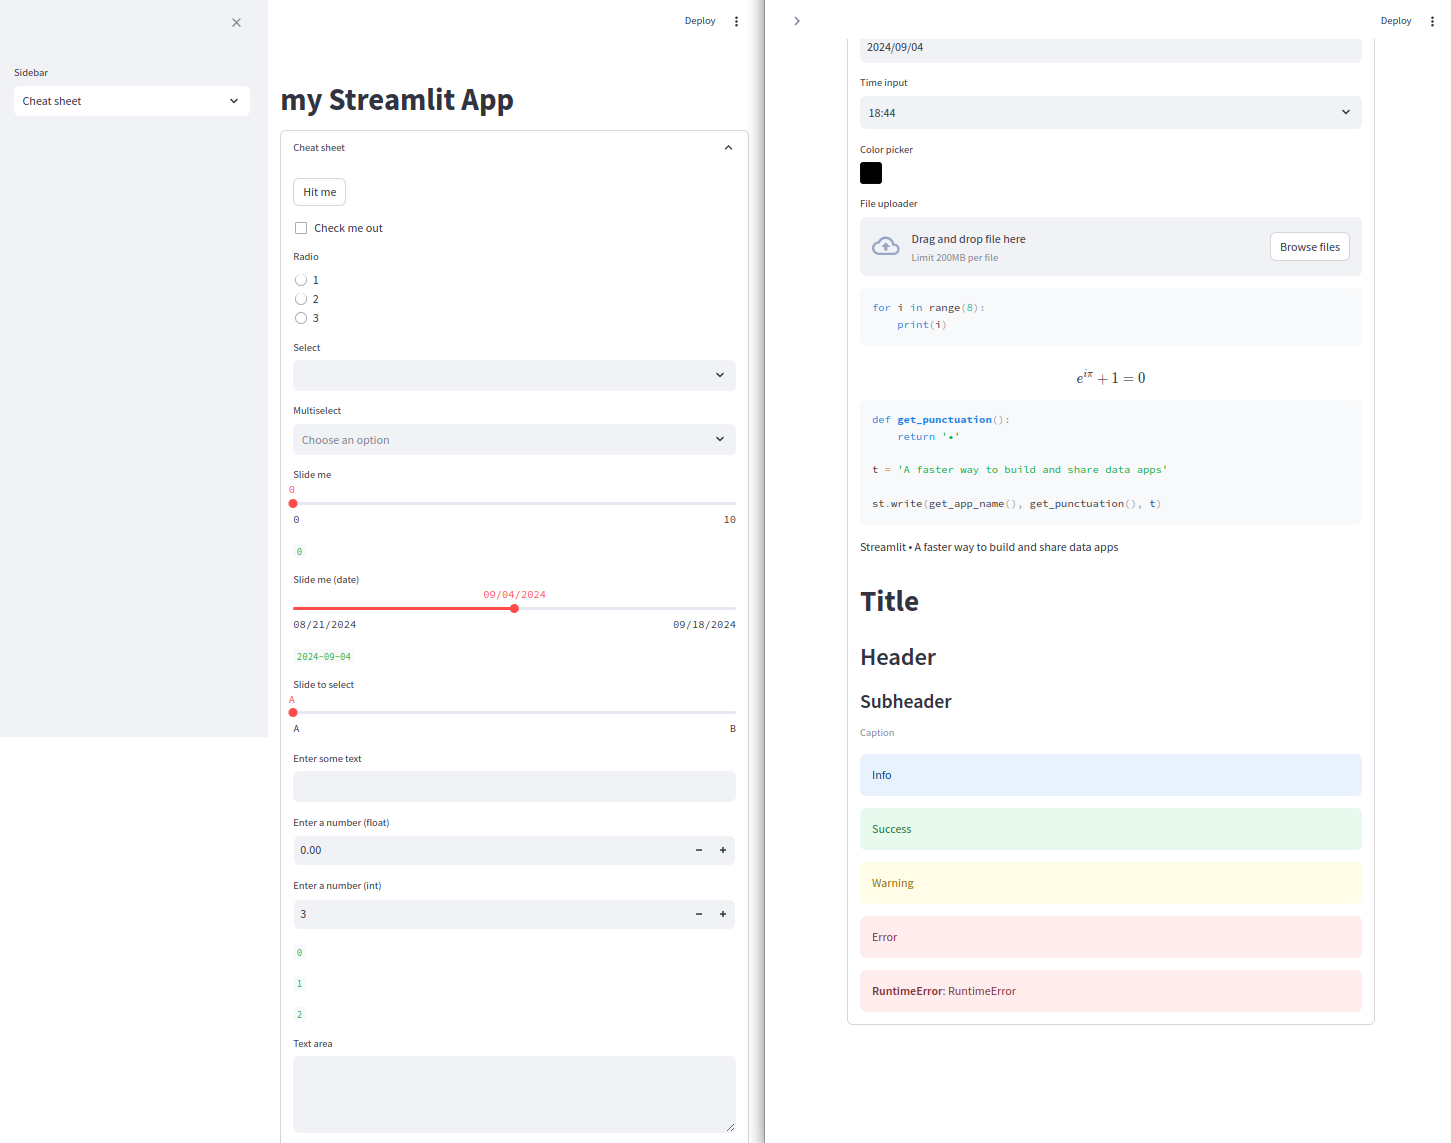 Deploy
Sidebar
Cheat sheet
my Streamlit App
Cheat sheet
Hit me
Check me out
Radio
1
2
3
Select
Multiselect
Choose an option
Slide me
0
0 10
0
Slide me (date)
09/04/2024
08/21/2024 09/18/2024
2024-09-04
Slide to select
A
A B
Enter some text
Enter a number (float)
0.00
Enter a number (int)
3
0
1
2
Text area
Deploy
2024/09/04
Time input
18:44
Color picker
File uploader
Drag and drop file here
Limit 200MB per file
Browse files
for i in range(8):
    print(i)
e^{iπ} + 1 = 0
def get_punctuation():
    return '•'
t = 'A faster way to build and share data apps'
st.write(get_app_name(), get_punctuation(), t)
Streamlit • A faster way to build and share data apps
Title
Header
Subheader
Caption
Info
Success
Warning
Error
RuntimeError: RuntimeError